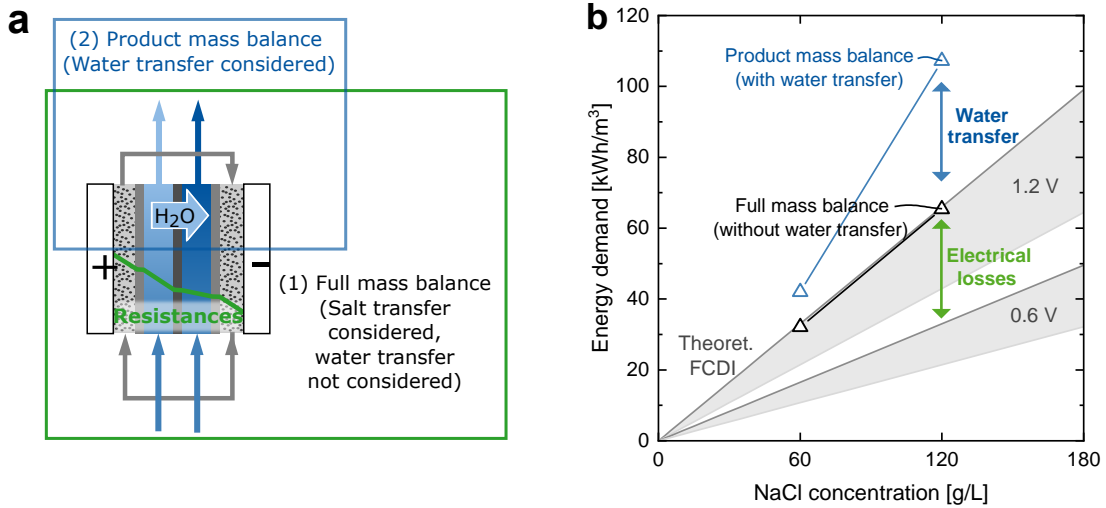 a
(2) Product mass balance
(Water transfer considered)
H₂O
+
-
Resistances
(1) Full mass balance
(Salt transfer
considered,
water transfer
not considered)
b
Energy demand [kWh/m³]
120
100
80
60
40
20
0
Product mass balance
(with water transfer)
Water
transfer
1.2 V
Full mass balance
(without water transfer)
Electrical
losses
0.6 V
Theoret.
FCDI
0
60
120
180
NaCl concentration [g/L]